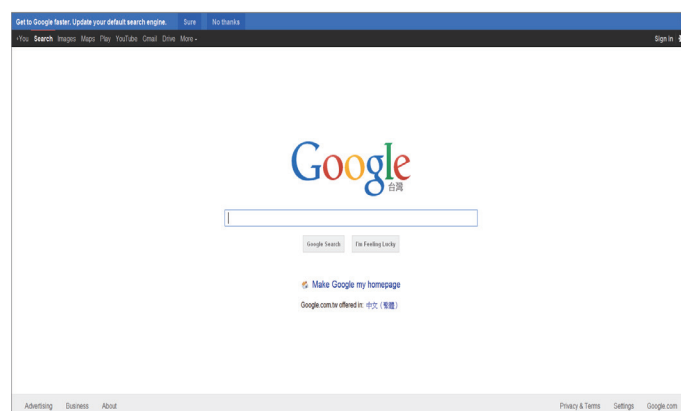 Get to Google faster. Update your default search engine. Sure No thanks
+You Search Images Maps Play YouTube Gmail Drive More Sign in
Google
台灣
Google Search I'm Feeling Lucky
Make Google my homepage
Google.com.tw offered in: 中文（繁體）
Advertising Business About Privacy & Terms Settings Google.com